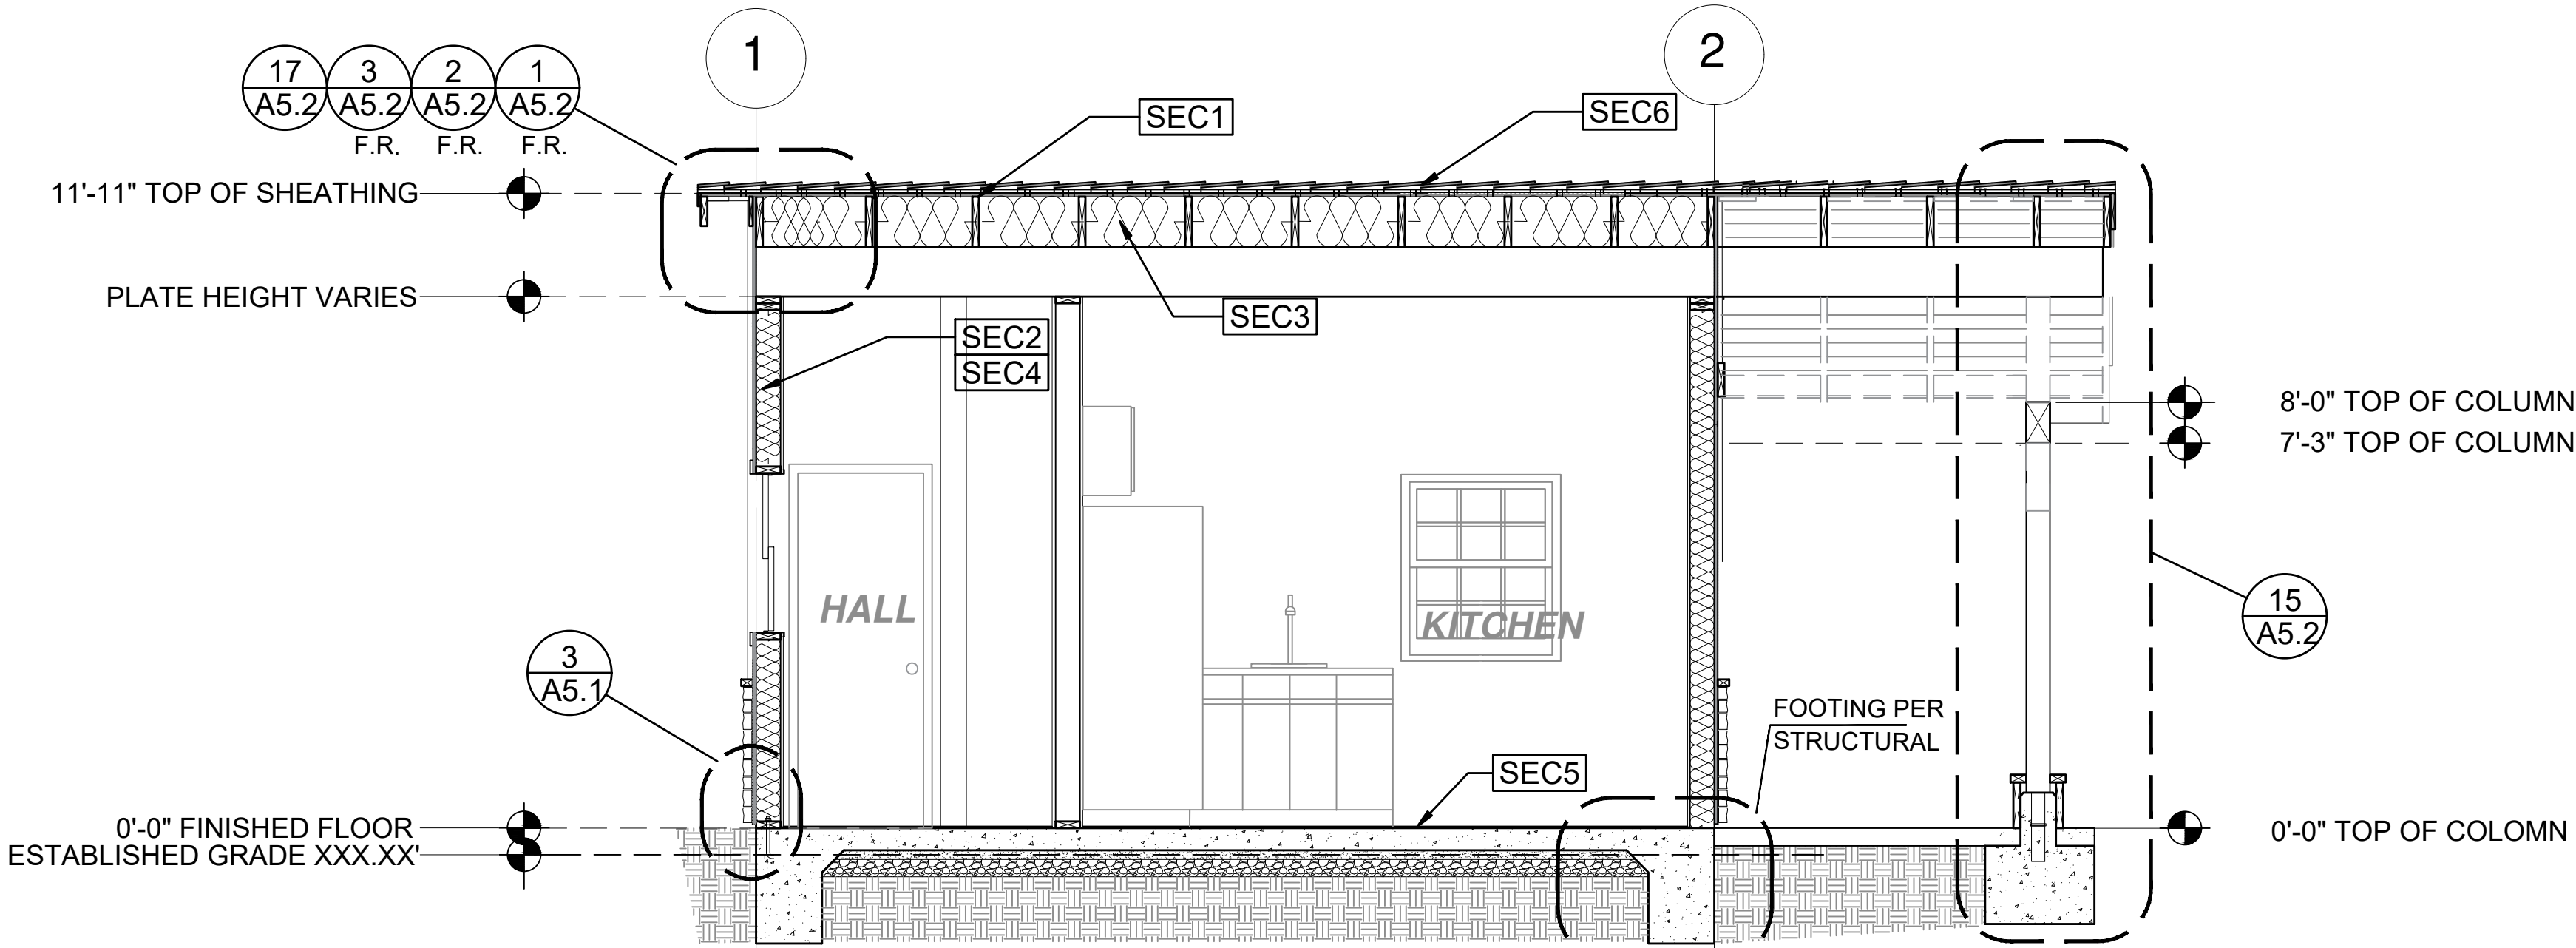 1
2
17
A5.2
3
A5.2
F.R.
2
A5.2
F.R.
1
A5.2
F.R.
SEC1
SEC6
11'-11" TOP OF SHEATHING
PLATE HEIGHT VARIES
SEC3
SEC2
SEC4
8'-0" TOP OF COLUMN
7'-3" TOP OF COLUMN
HALL
KITCHEN
15
A5.2
3
A5.1
FOOTING PER
STRUCTURAL
SEC5
0'-0" FINISHED FLOOR
ESTABLISHED GRADE XXX.XX'
0'-0" TOP OF COLOMN